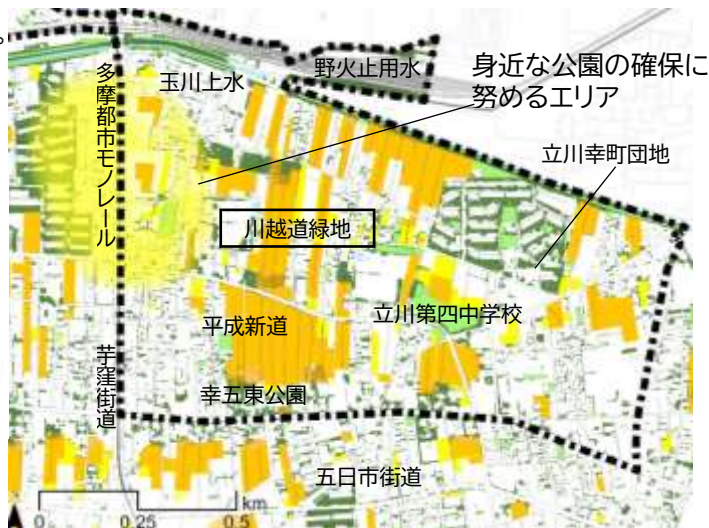 。
野火止用水
身近な公園の確保に
努めるエリア
玉川上水
多摩都市モノレール
立川幸町団地
川越道緑地
平成新道
立川第四中学校
芋窪街道
幸五東公園
五日市街道
km
0 0.25 0.5